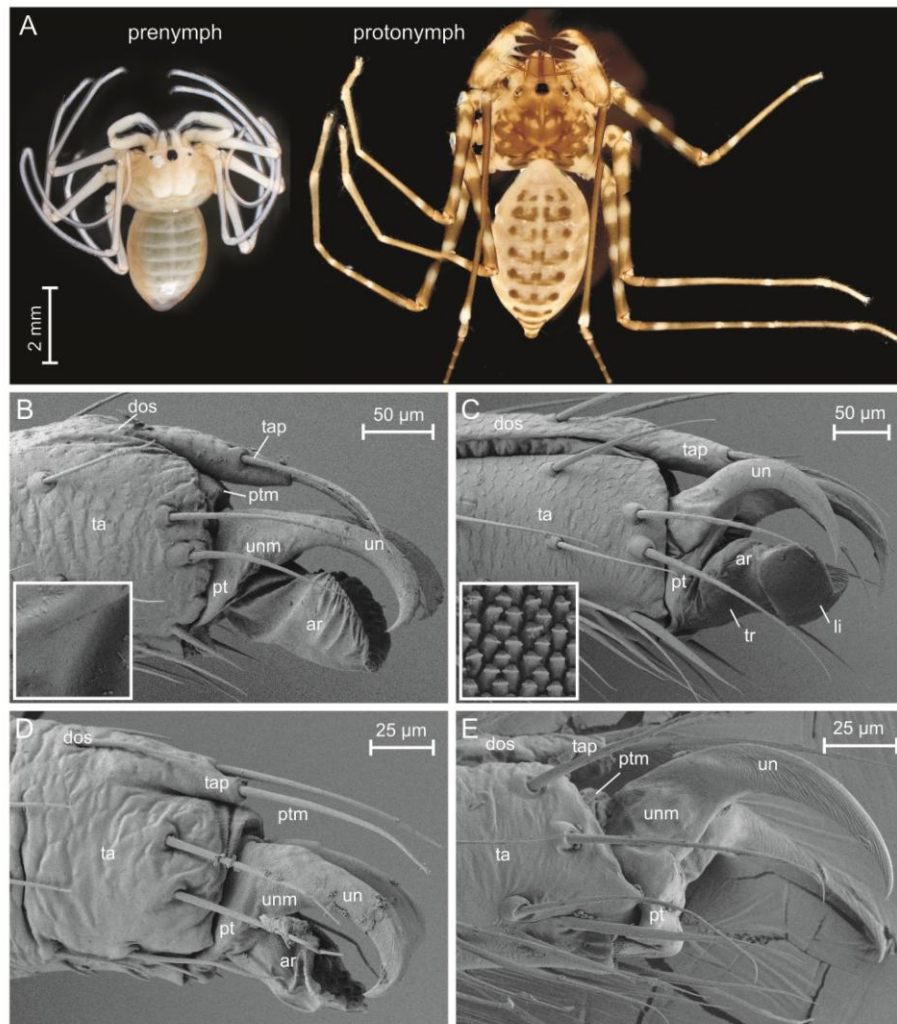 A
prenymph
protonymph
2 mm
B
dos
tap
50 µm
ptm
ta
unm
un
pt
ar
C
dos
50 µm
tap
un
ta
ar
pt
tr
li
D
dos
25 µm
tap
ptm
ta
un
unm
pt
ar
E
dos
tap
25 µm
ptm
un
unm
ta
pt